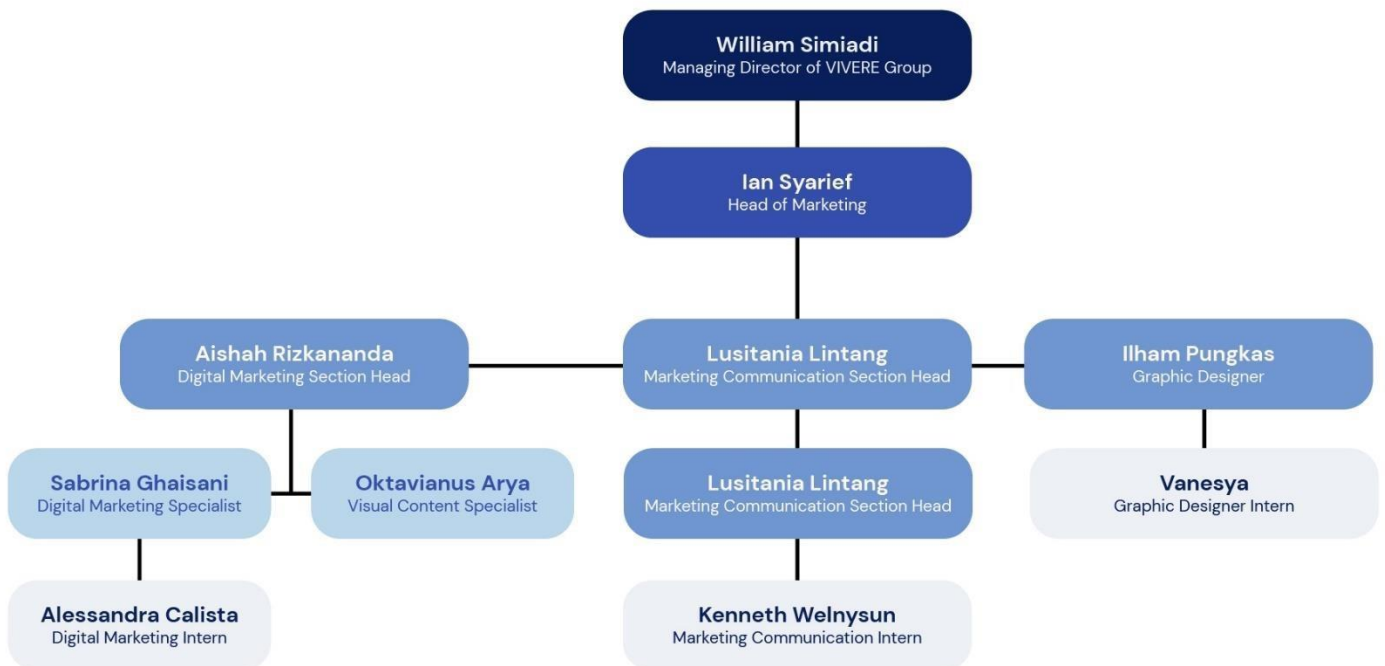 William Simiadi
Managing Director of VIVERE Group
Ian Syarief
Head of Marketing
Aishah Rizkananda
Digital Marketing Section Head
Lusitania Lintang
Marketing Communication Section Head
Ilham Pungkas
Graphic Designer
Sabrina Ghaisani
Digital Marketing Specialist
Oktavianus Arya
Visual Content Specialist
Lusitania Lintang
Marketing Communication Section Head
Vanesya
Graphic Designer Intern
Alessandra Calista
Digital Marketing Intern
Kenneth Welnysun
Marketing Communication Intern